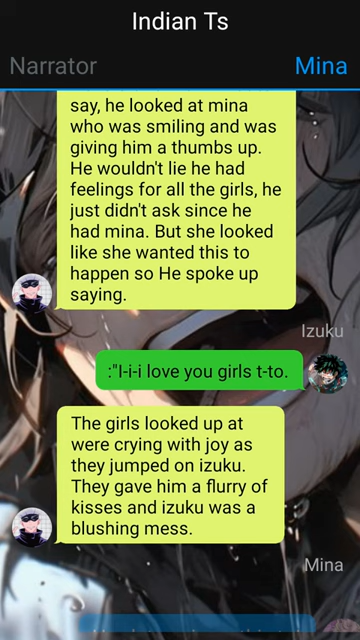 Indian Ts
Narrator
Mina
say, he looked at mina
who was smiling and was
giving him a thumbs up.
He wouldn't lie he had
feelings for all the girls, he
just didn't ask since he
had mina. But she looked
like she wanted this to
happen so He spoke up
saying.
Izuku
:"I-i-i love you girls t-to.
The girls looked up at
were crying with joy as
they jumped on izuku.
They gave him a flurry of
kisses and izuku was a
blushing mess.
Mina